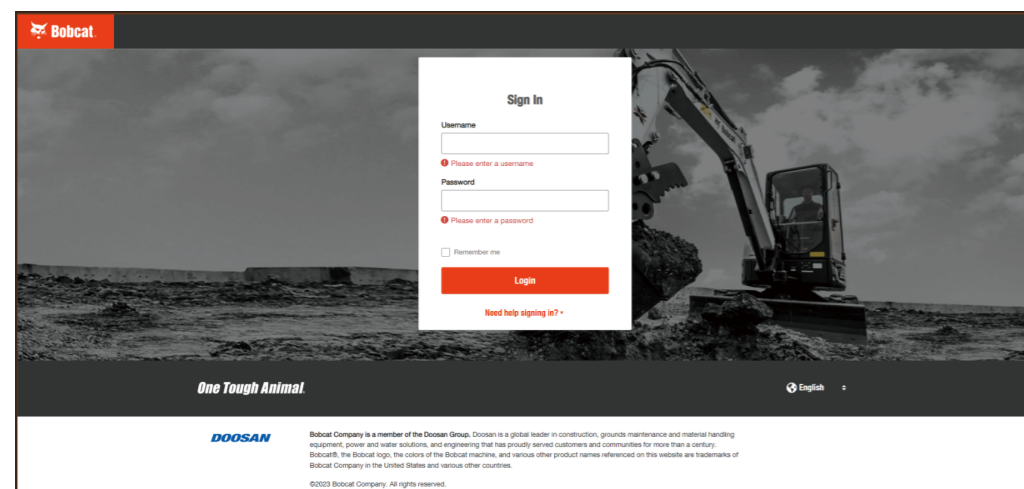 Bobcat.
Sign In
Username
Please enter a username
Password
Please enter a password
Remember me
Login
Need help signing in?
One Tough Animal.
English
DOOSAN
Bobcat Company is a member of the Doosan Group. Doosan is a global leader in construction, grounds maintenance and material handling
equipment, power and water solutions, and engineering that has proudly served customers and communities for more than a century.
Bobcat®, the Bobcat logo, the colors of the Bobcat machine, and various other product names referenced on this website are trademarks of
Bobcat Company in the United States and various other countries.
©2023 Bobcat Company. All rights reserved.